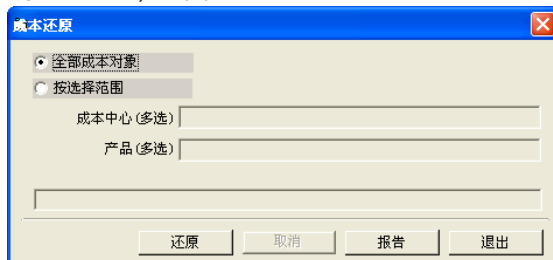 成本还原
全部成本对象
按选择范围
成本中心(多选)
产品(多选)
还原 取消 报告 退出